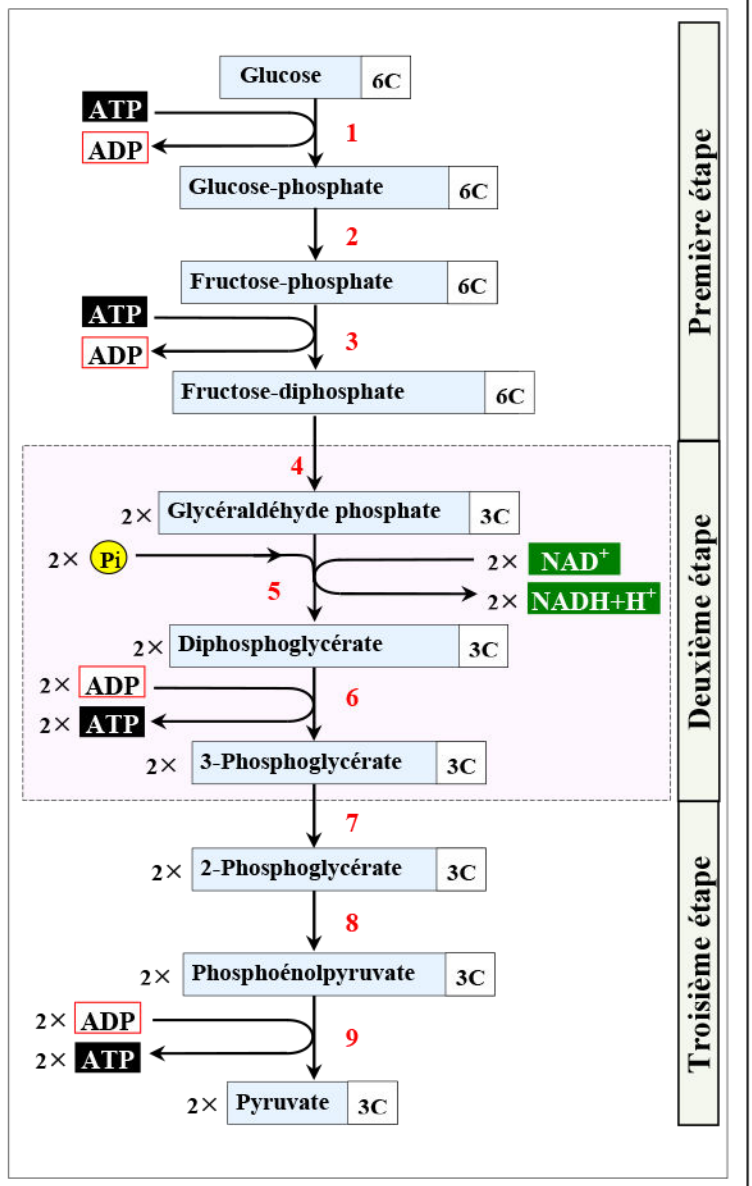 Glucose 6C
ATP
1
ADP
Glucose-phosphate 6C
2
Fructose-phosphate 6C
ATP
3
ADP
Fructose-diphosphate 6C
Première étape
4
2× Glycéraldéhyde phosphate 3C
2× Pi 2× NAD⁺
5
2× NADH+H⁺
2× Diphosphoglycérate 3C
2× ADP
6
2× ATP
2× 3-Phosphoglycérate 3C
Deuxième étape
7
2× 2-Phosphoglycérate 3C
8
2× Phosphoénolpyruvate 3C
2× ADP
9
2× ATP
2× Pyruvate 3C
Troisième étape